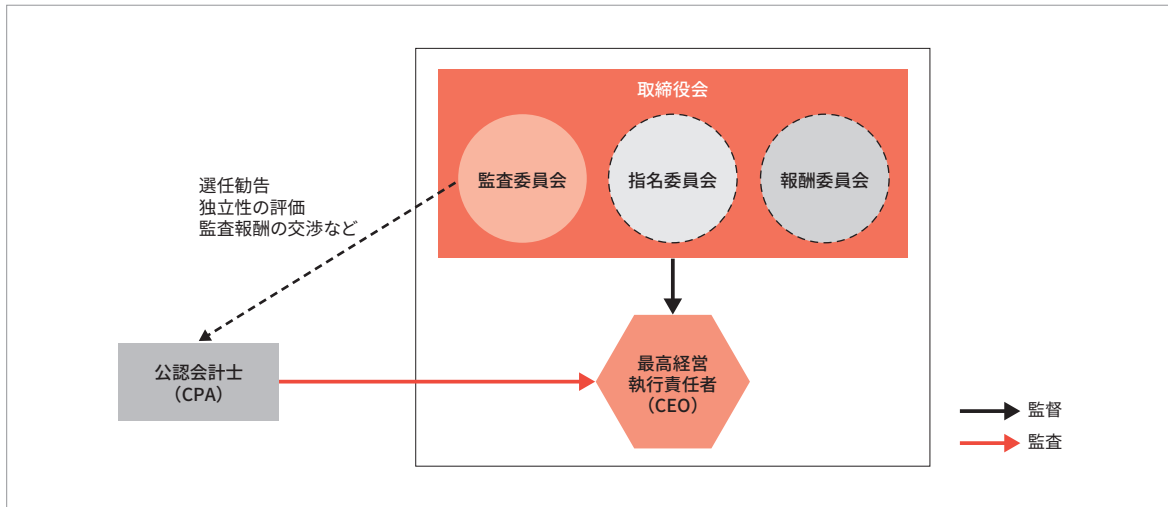 取締役会
監査委員会
指名委員会
報酬委員会
選任勧告
独立性の評価
監査報酬の交渉など
公認会計士
（CPA）
最高経営
執行責任者
（CEO）
監督
監査